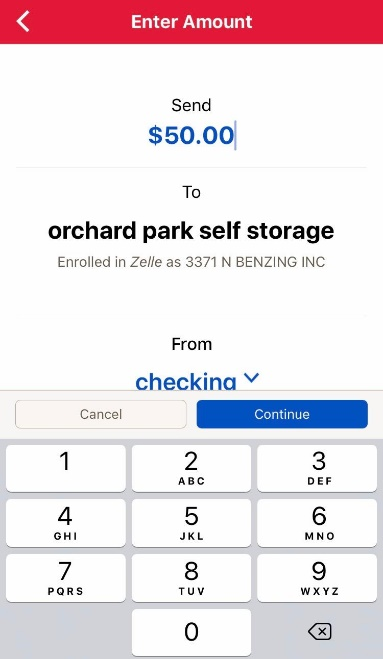 Enter Amount
Send
$50.00
To
orchard park self storage
Enrolled in Zelle as 3371 N BENZING INC
From
checking
Cancel
Continue
1
2
ABC
3
DEF
4
GHI
5
JKL
6
MNO
7
PQRS
8
TUV
9
WXYZ
0